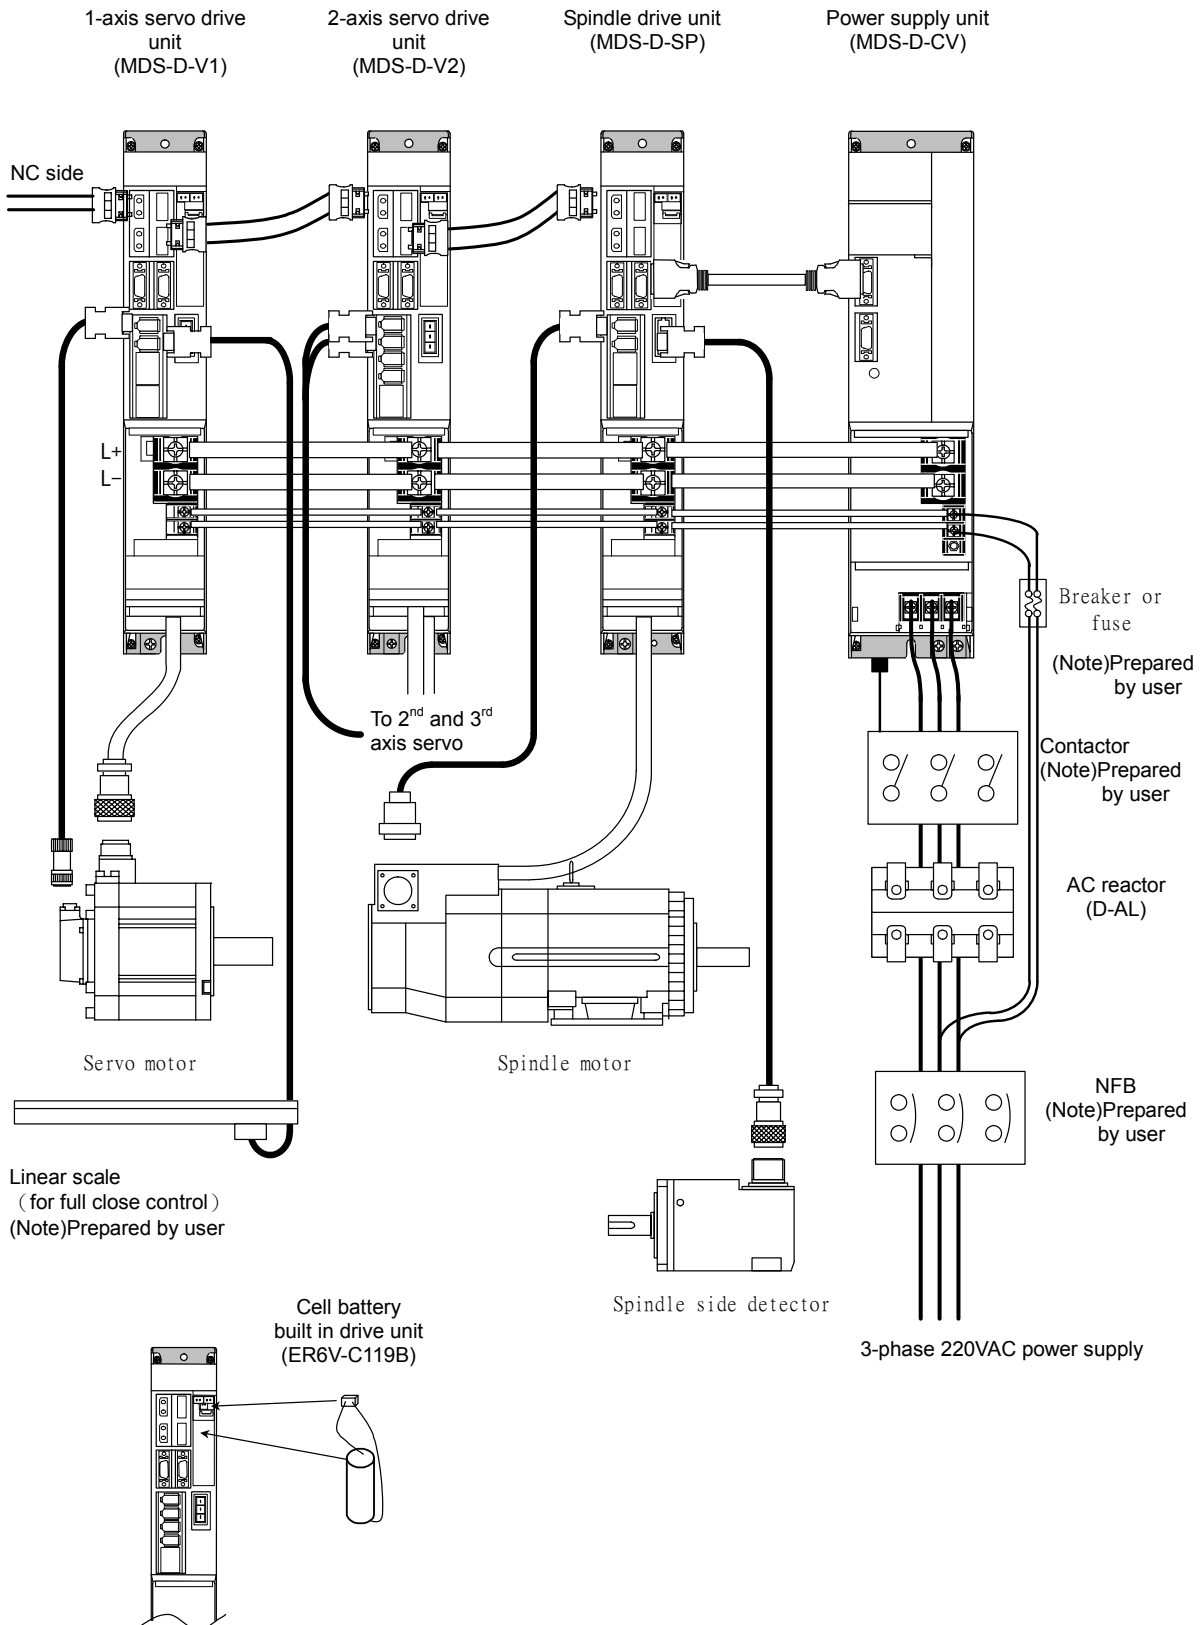 1-axis servo drive
unit
(MDS-D-V1)
2-axis servo drive
unit
(MDS-D-V2)
Spindle drive unit
(MDS-D-SP)
Power supply unit
(MDS-D-CV)
NC side
L+
L−
Breaker or
fuse
(Note)Prepared
by user
To 2nd and 3rd
axis servo
Contactor
(Note)Prepared
by user
AC reactor
(D-AL)
Servo motor
Spindle motor
NFB
(Note)Prepared
by user
Linear scale
（for full close control）
(Note)Prepared by user
Spindle side detector
Cell battery
built in drive unit
(ER6V-C119B)
3-phase 220VAC power supply